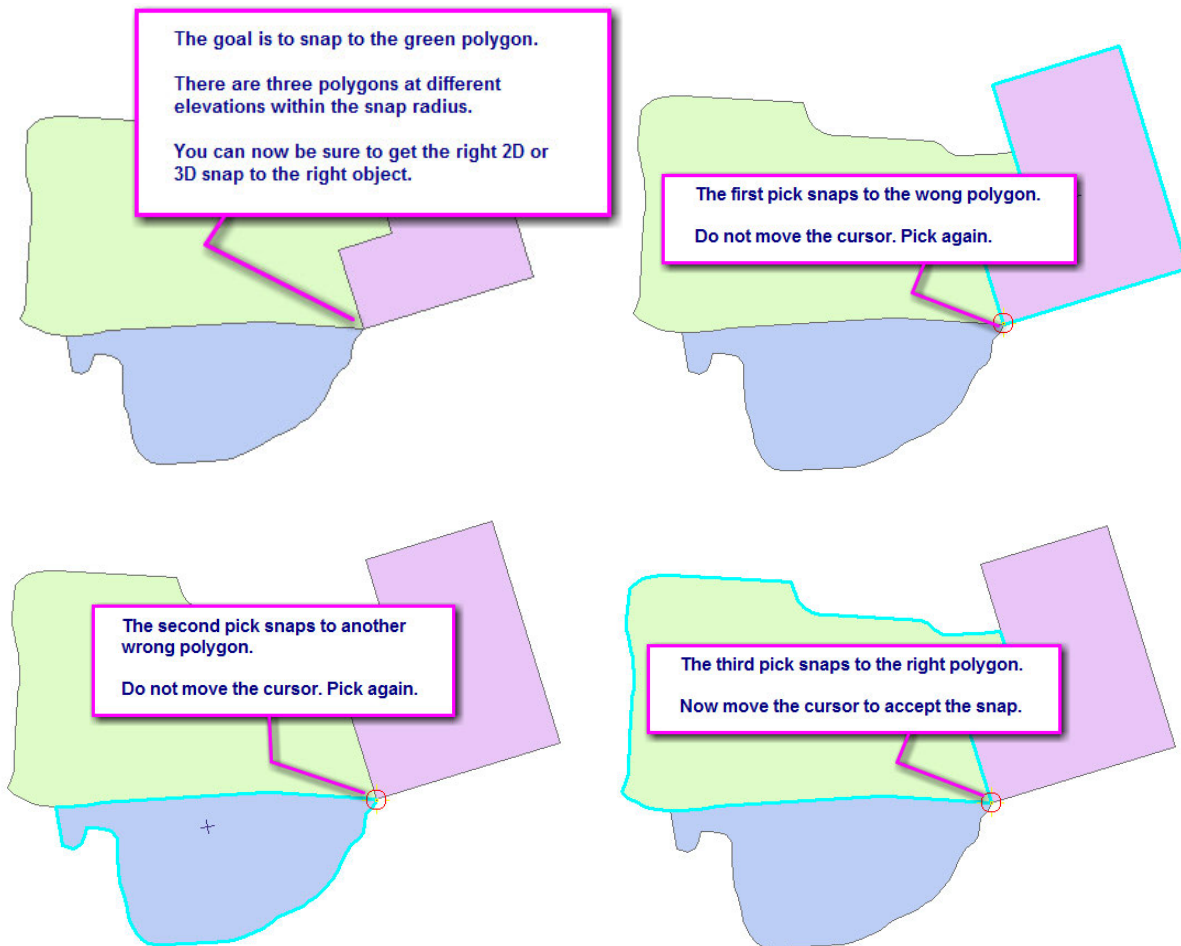 The goal is to snap to the green polygon.
There are three polygons at different
elevations within the snap radius.
You can now be sure to get the right 2D or
3D snap to the right object.
The first pick snaps to the wong polygon.
Do not move the cursor. Pick again.
The second pick snaps to another
wrong polygon.
Do not move the cursor. Pick again.
The third pick snaps to the right polygon.
Now move the cursor to accept the snap.